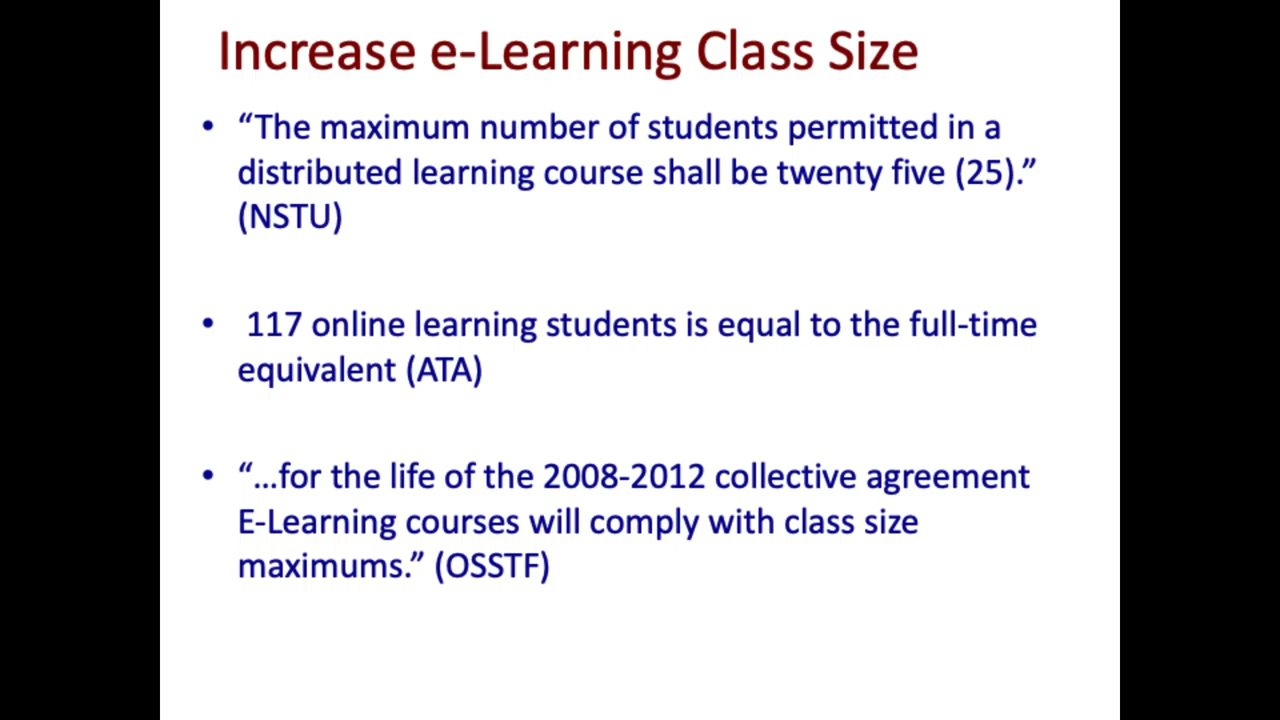 Increase e-Learning Class Size
• “The maximum number of students permitted in a
distributed learning course shall be twenty five (25).”
(NSTU)
• 117 online learning students is equal to the full-time
equivalent (ATA)
• “…for the life of the 2008-2012 collective agreement
E-Learning courses will comply with class size
maximums.” (OSSTF)